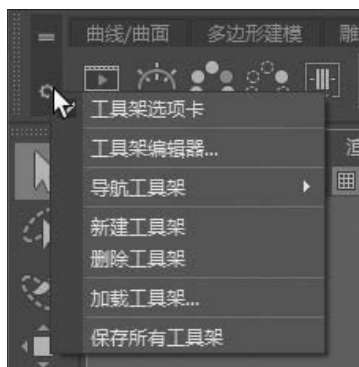 曲线/曲面 多边形建模 雕
工具架选项卡
工具架编辑器...
导航工具架
新建工具架
删除工具架
加载工具架...
保存所有工具架